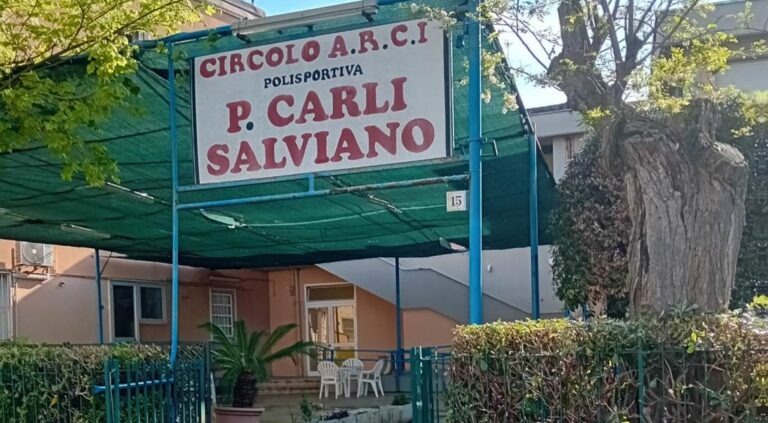 CIRCOLO A.R.C.I
POLISPORTIVA
P. CARLI
SALVIANO
15